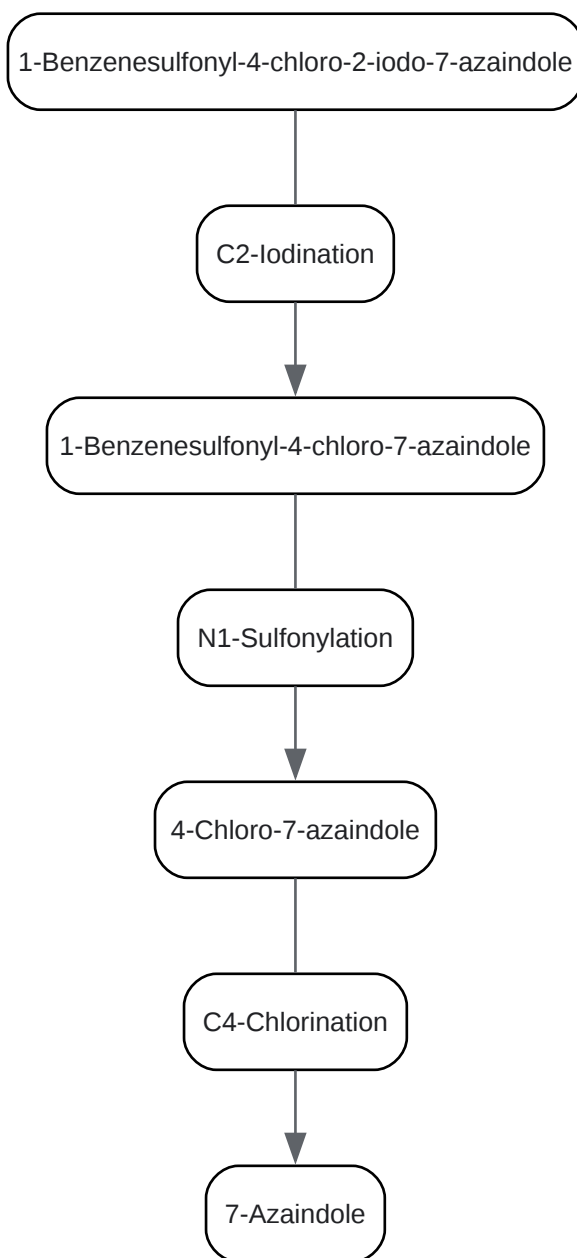 1-Benzenesulfonyl-4-chloro-2-iodo-7-azaindole
C2-Iodination
1-Benzenesulfonyl-4-chloro-7-azaindole
N1-Sulfonylation
4-Chloro-7-azaindole
C4-Chlorination
7-Azaindole